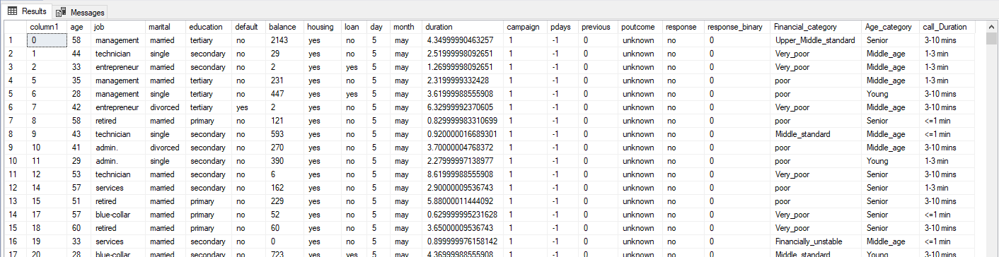 Results Messages
column1 age job marital education default balance housing loan day month duration campaign pdays previous poutcome response response_binary Financial_category Age_category call_Duration
1 0 58 management married tertiary no 2143 yes no 5 may 4.34999990463257 1 -1 0 unknown no 0 Upper_Middle_standard Senior 3-10 mins
2 1 44 technician single secondary no 29 yes no 5 may 2.51999998092651 1 -1 0 unknown no 0 Very_poor Middle_age 1-3 min
3 2 33 entrepreneur married secondary no 2 yes yes 5 may 1.26999998092651 1 -1 0 unknown no 0 Very_poor Middle_age 1-3 min
4 5 35 management married tertiary no 231 yes no 5 may 2.3199999332428 1 -1 0 unknown no 0 poor Middle_age 1-3 min
5 6 28 management single tertiary no 447 yes yes 5 may 3.61999988555908 1 -1 0 unknown no 0 poor Young 3-10 mins
6 7 42 entrepreneur divorced tertiary yes 2 yes no 5 may 6.32999992370605 1 -1 0 unknown no 0 Very_poor Middle_age 3-10 mins
7 8 58 retired married primary no 121 yes no 5 may 0.829999983310699 1 -1 0 unknown no 0 poor Senior <=1 min
8 9 43 technician single secondary no 593 yes no 5 may 0.920000016689301 1 -1 0 unknown no 0 Middle_standard Middle_age <=1 min
9 10 41 admin. divorced secondary no 270 yes no 5 may 3.70000004768372 1 -1 0 unknown no 0 poor Middle_age 3-10 mins
10 11 29 admin. single secondary no 390 yes no 5 may 2.27999997138977 1 -1 0 unknown no 0 poor Young 1-3 min
11 12 53 technician married secondary no 6 yes no 5 may 8.61999988555908 1 -1 0 unknown no 0 Very_poor Senior 3-10 mins
12 14 57 services married secondary no 162 yes no 5 may 2.90000009536743 1 -1 0 unknown no 0 poor Senior 1-3 min
13 15 51 retired married primary no 229 yes no 5 may 5.88000011444092 1 -1 0 unknown no 0 poor Senior 3-10 mins
14 17 57 blue-collar married primary no 52 yes no 5 may 0.629999995231628 1 -1 0 unknown no 0 Very_poor Senior <=1 min
15 18 60 retired married primary no 60 yes no 5 may 3.65000009536743 1 -1 0 unknown no 0 Very_poor Senior 3-10 mins
16 19 33 services married secondary no 0 yes no 5 may 0.899999976158142 1 -1 0 unknown no 0 Financially_unstable Middle_age <=1 min
17 20 28 blue-collar married secondary no 723 yes yes 5 may 4.36999988555908 1 -1 0 unknown no 0 Middle_standard Young 3-10 mins